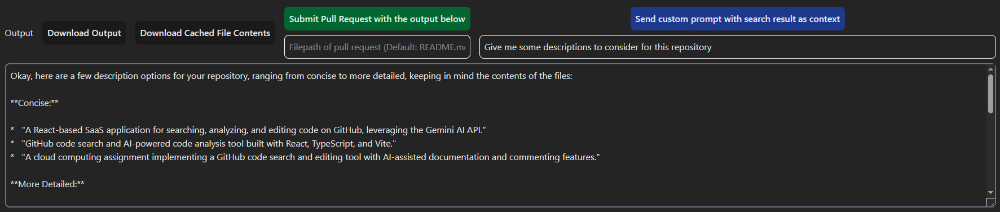 Output
Download Output
Download Cached File Contents
Submit Pull Request with the output below
Send custom prompt with search result as context
Filepath of pull request (Default: README.m
Give me some descriptions to consider for this repository
Okay, here are a few description options for your repository, ranging from concise to more detailed, keeping in mind the contents of the files:
**Concise:**
* "A React-based SaaS application for searching, analyzing, and editing code on GitHub, leveraging the Gemini AI API."
* "GitHub code search and AI-powered code analysis tool built with React, TypeScript, and Vite."
* "A cloud computing assignment implementing a GitHub code search and editing tool with AI-assisted documentation and commenting features."
**More Detailed:**